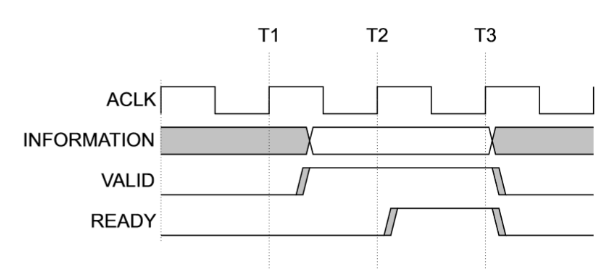 T1 T2 T3
ACLK
INFORMATION
VALID
READY